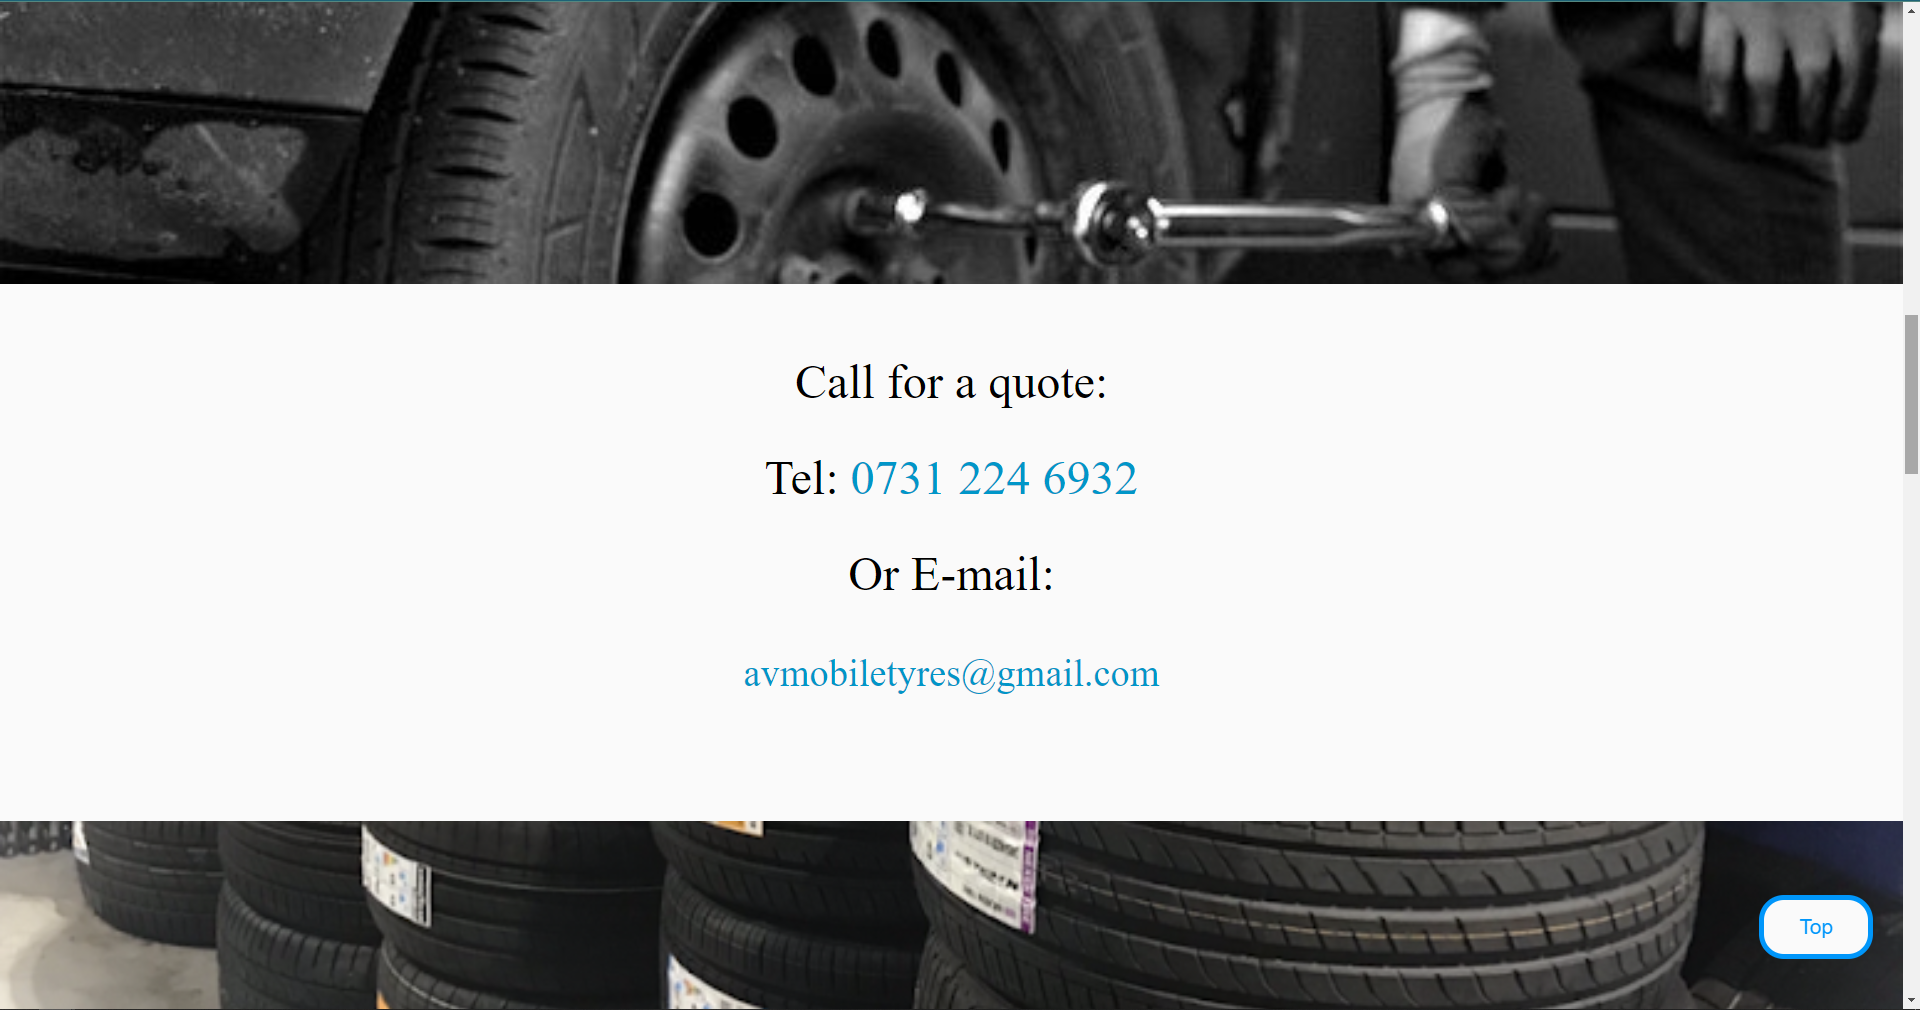 Call for a quote:
Tel: 0731 224 6932
Or E-mail:
avmobiletyres@gmail.com
Top